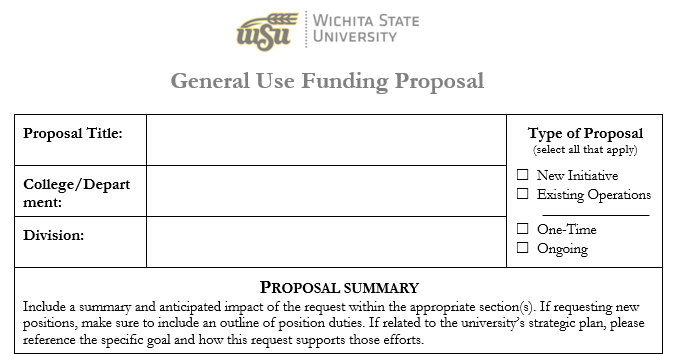 WSU
WICHITA STATE
UNIVERSITY
General Use Funding Proposal
Proposal Title:
Type of Proposal
(select all that apply)
☐ New Initiative
☐ Existing Operations
☐ One-Time
☐ Ongoing
College/Depart
ment:
Division:
PROPOSAL SUMMARY
Include a summary and anticipated impact of the request within the appropriate section(s). If requesting new
positions, make sure to include an outline of position duties. If related to the university's strategic plan, please
reference the specific goal and how this request supports those efforts.